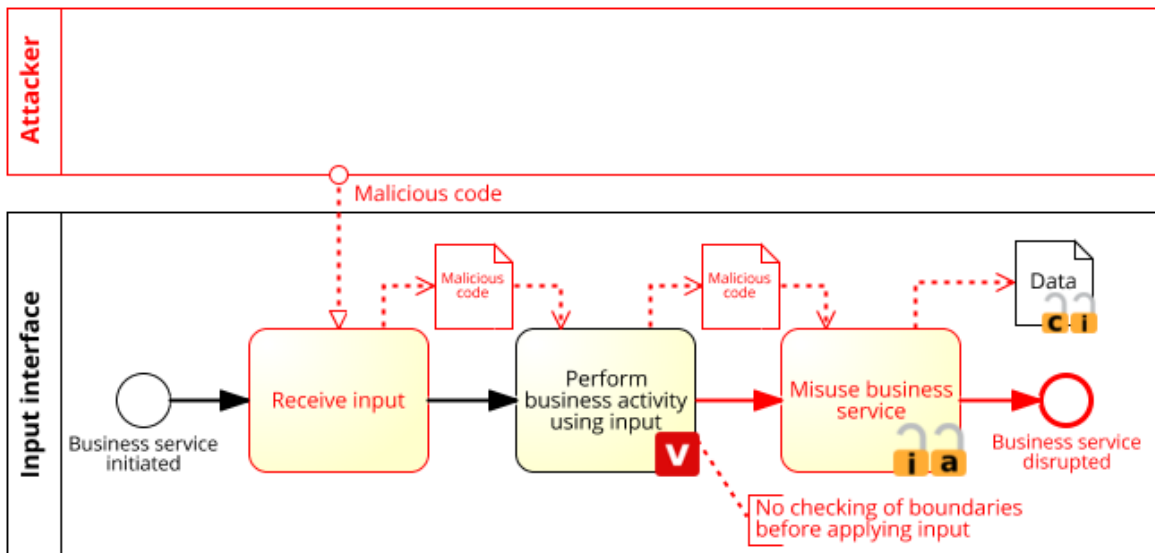 Attacker
Malicious code
Input interface
Malicious
code
Malicious
code
Data
c i
Receive input
Perform
business activity
using input
V
Misuse business
service
i a
Business service
initiated
Business service
disrupted
No checking of boundaries
before applying input